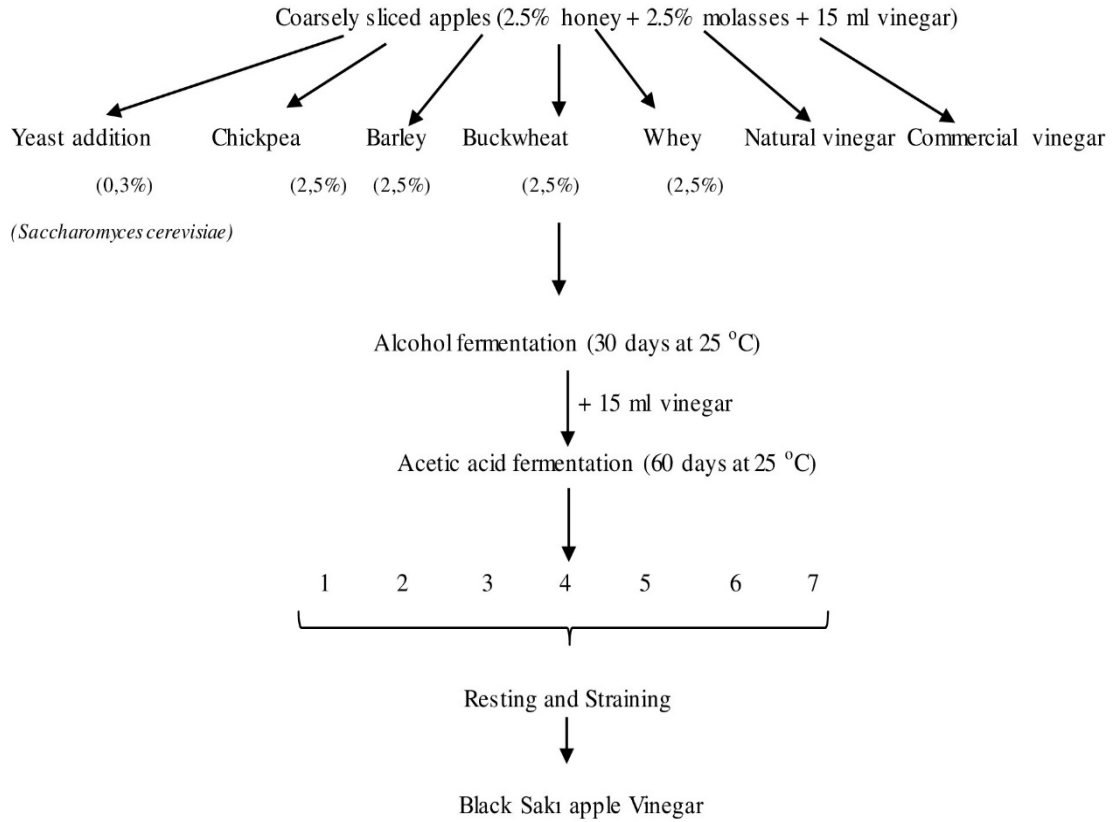 Coarsely sliced apples (2.5% honey + 2.5% molasses + 15 ml vinegar)
Yeast addition Chickpea Barley Buckwheat Whey Natural vinegar Commercial vinegar
(0,3%) (2,5%) (2,5%) (2,5%) (2,5%)
(Saccharomyces cerevisiae)
Alcohol fermentation (30 days at 25 °C)
+ 15 ml vinegar
Acetic acid fermentation (60 days at 25 °C)
1 2 3 4 5 6 7
Resting and Straining
Black Sakı apple Vinegar